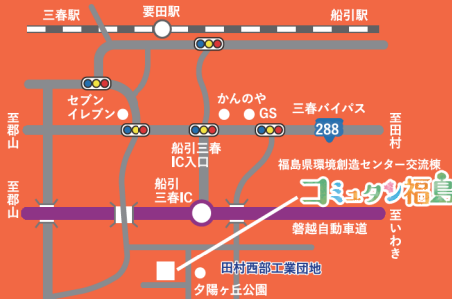 三春駅
要田駅
船引駅
セブン
イレブン
かんのや
GS
三春バイパス
288
至郡山
至田村
船引三春
IC入口
福島県環境創造センター交流棟
コミュタン福島
船引
三春IC
至郡山
至いわき
磐越自動車道
田村西部工業団地
夕陽ヶ丘公園